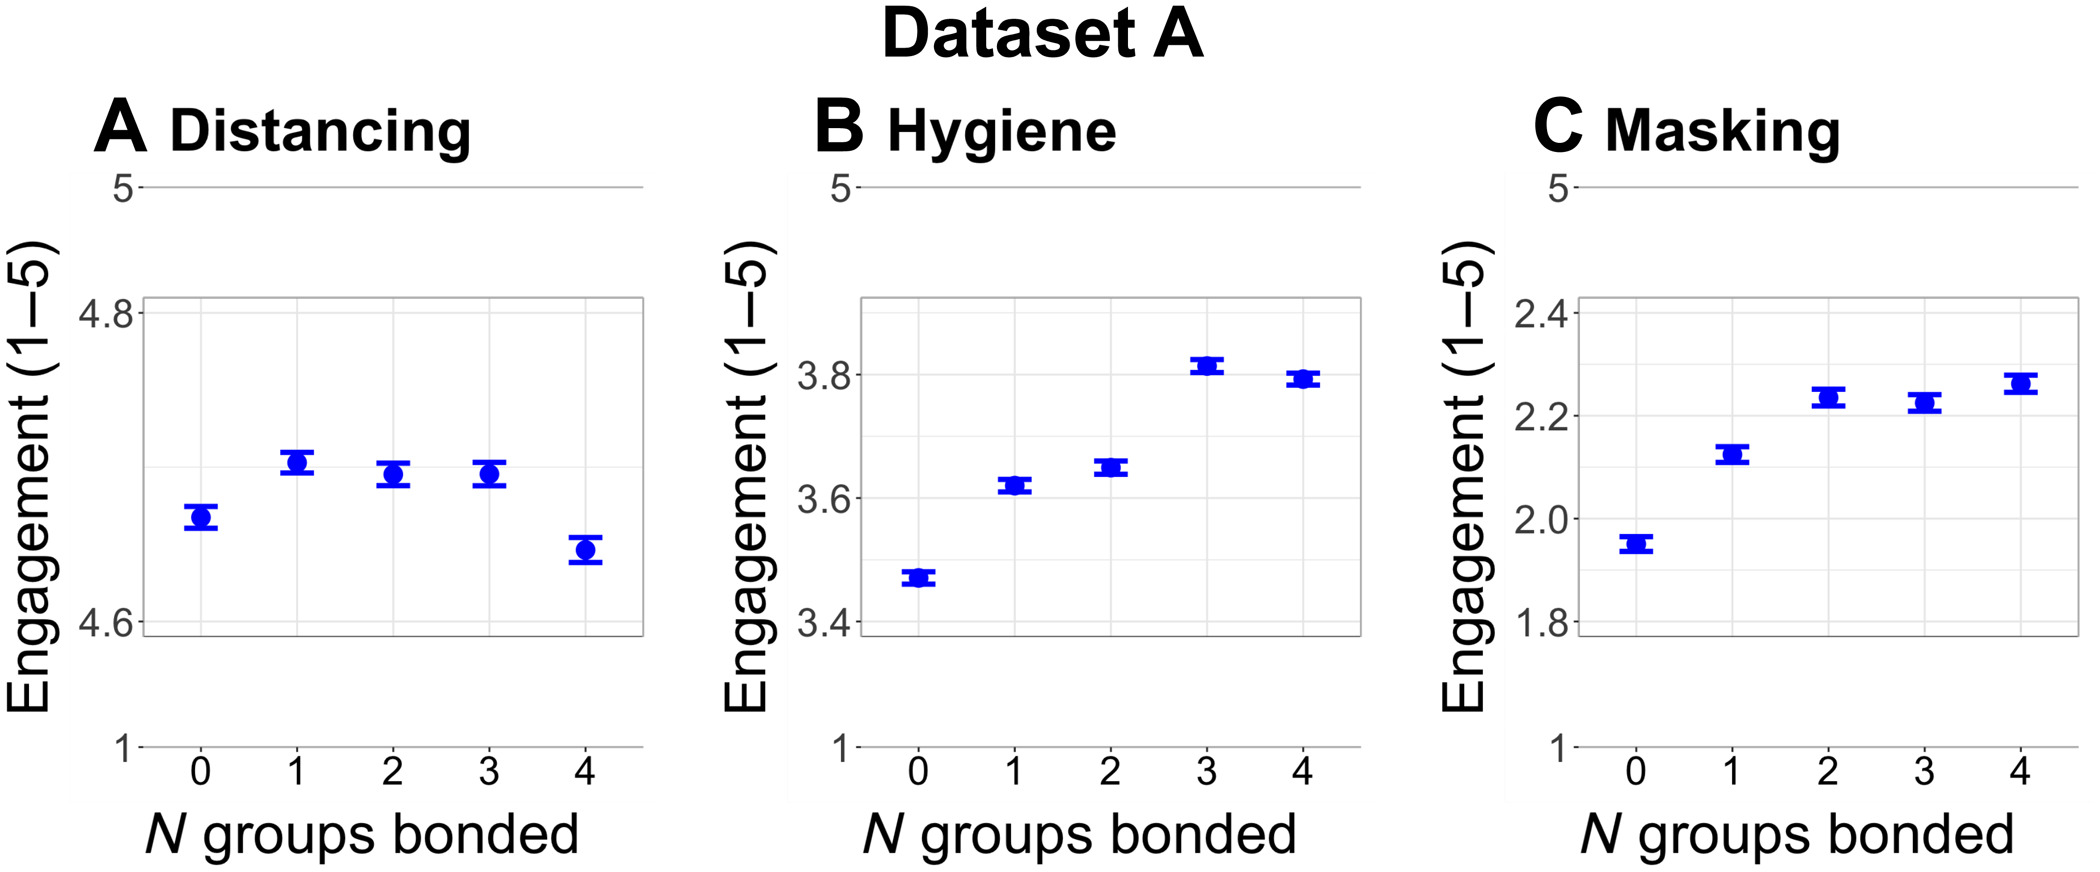 Dataset A
A Distancing
Engagement (1–5)
5
4.8
4.6
1
0 1 2 3 4
N groups bonded
B Hygiene
Engagement (1–5)
5
3.8
3.6
3.4
1
0 1 2 3 4
N groups bonded
C Masking
Engagement (1–5)
5
2.4
2.2
2.0
1.8
1
0 1 2 3 4
N groups bonded